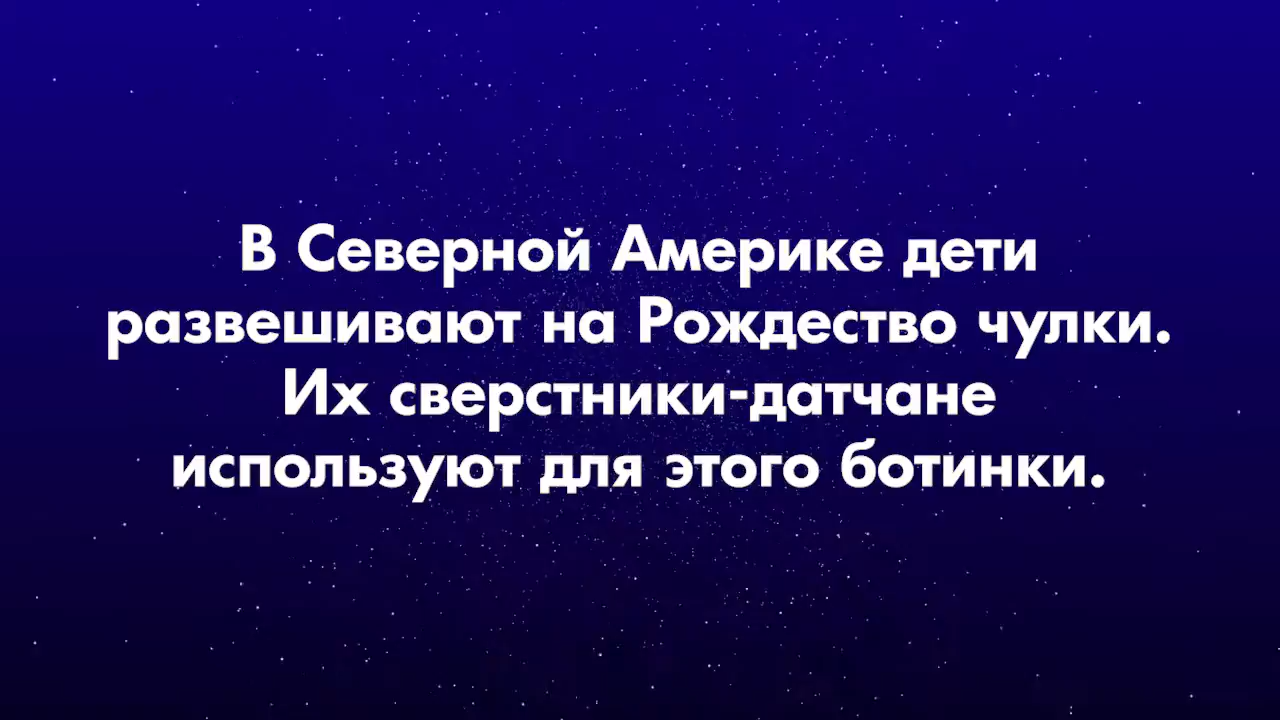 В Северной Америке дети
развешивают на Рождество чулки.
Их сверстники-датчане
используют для этого ботинки.